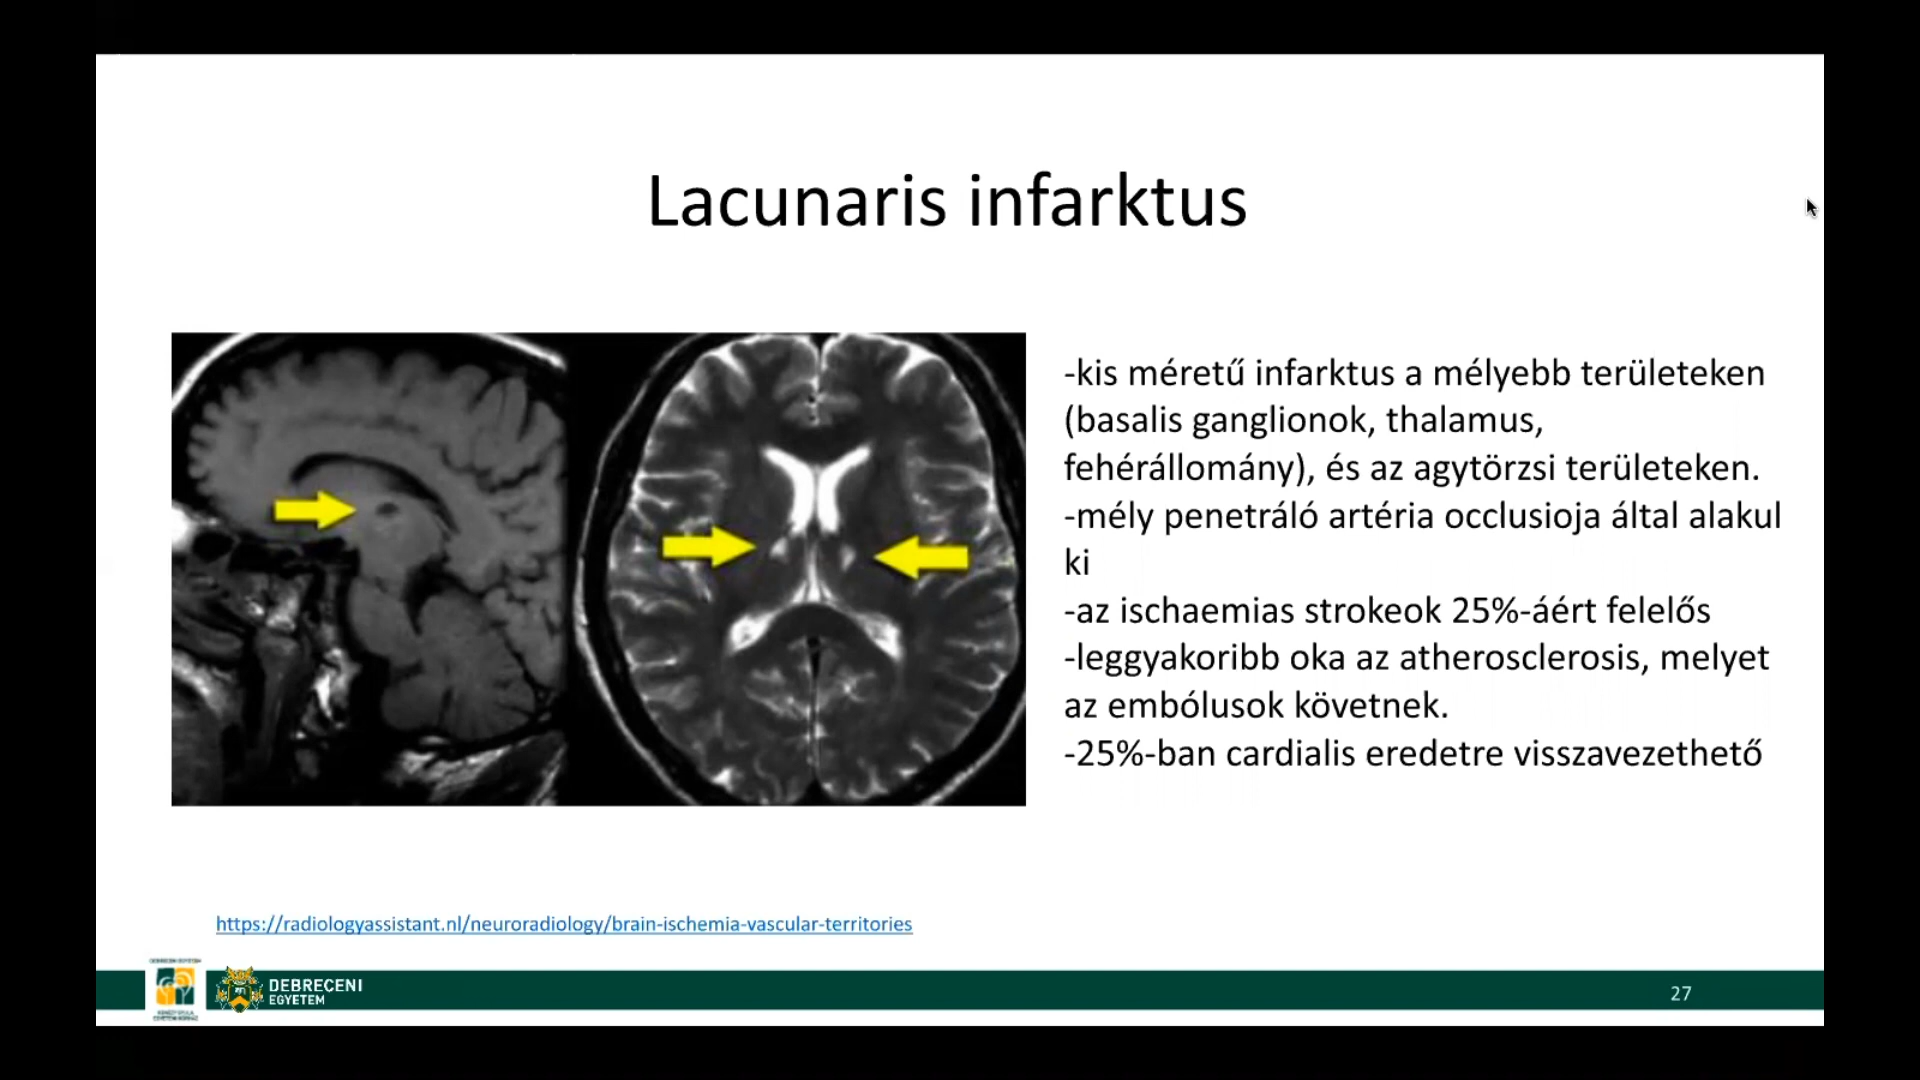 Lacunaris infarktus
-kis méretű infarktus a mélyebb területeken
(basalis ganglionok, thalamus,
fehérállomány), és az agytörzsi területeken.
-mély penetráló artéria occlusioja által alakul
ki
-az ischaemias strokeok 25%-áért felelős
-leggyakoribb oka az atherosclerosis, melyet
az embólusok követnek.
-25%-ban cardialis eredetre visszavezethető
https://radiologyassistant.nl/neuroradiology/brain-ischemia-vascular-territories
DEBRECENI
EGYETEM
27